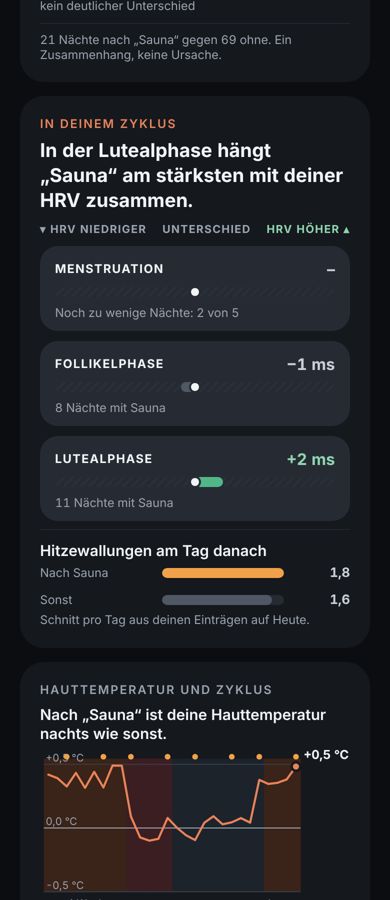 kein deutlicher Unterschied
21 Nächte nach „Sauna“ gegen 69 ohne. Ein
Zusammenhang, keine Ursache.
IN DEINEM ZYKLUS
In der Lutealphase hängt
„Sauna“ am stärksten mit deiner
HRV zusammen.
▾ HRV NIEDRIGER UNTERSCHIED HRV HÖHER ▴
MENSTRUATION –
Noch zu wenige Nächte: 2 von 5
FOLLIKELPHASE −1 ms
8 Nächte mit Sauna
LUTEALPHASE +2 ms
11 Nächte mit Sauna
Hitzewallungen am Tag danach
Nach Sauna 1,8
Sonst 1,6
Schnitt pro Tag aus deinen Einträgen auf Heute.
HAUTTEMPERATUR UND ZYKLUS
Nach „Sauna“ ist deine Hauttemperatur
nachts wie sonst.
+0,5 °C +0,5 °C
0,0 °C
−0,5 °C